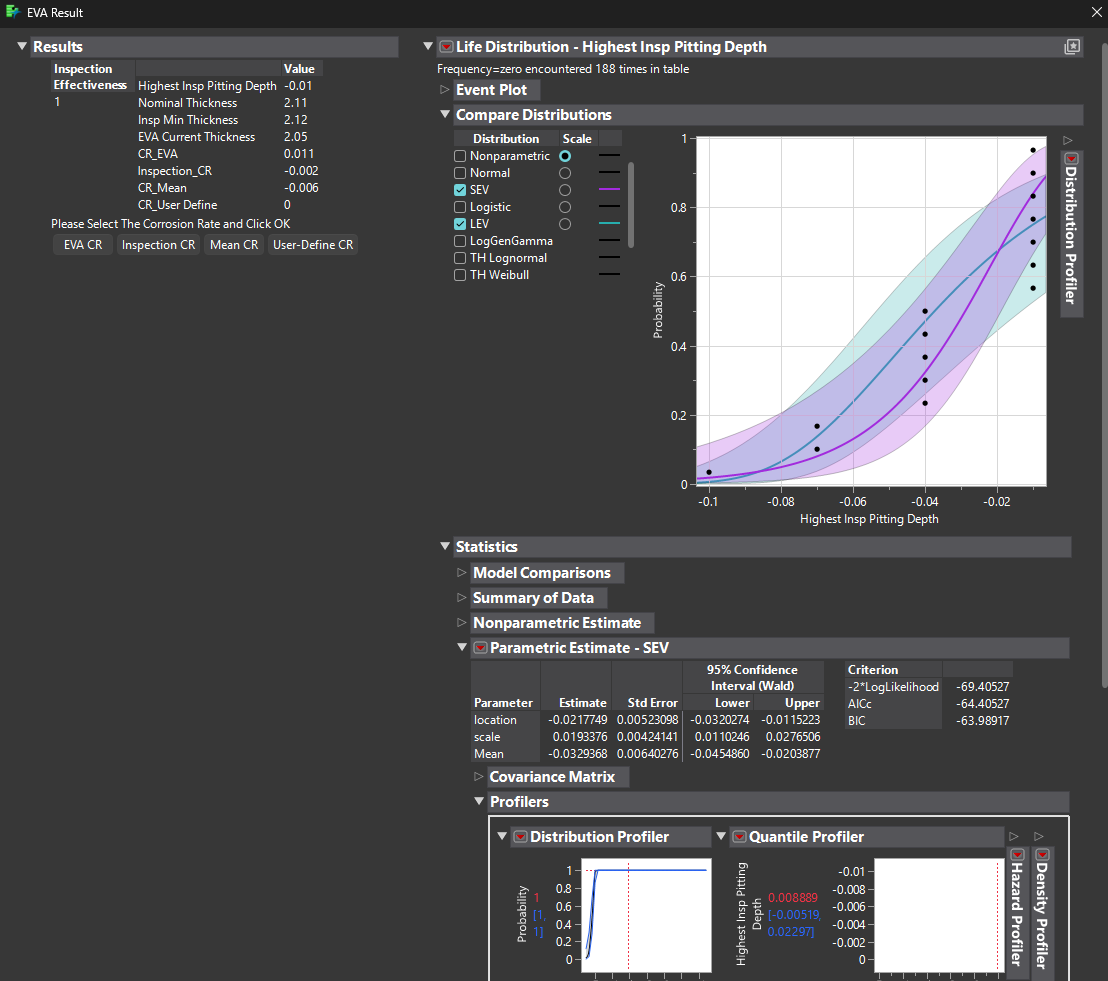 EVA Result
Results
Inspection Effectiveness Value
1
Highest Insp Pitting Depth -0.01
Nominal Thickness 2.11
Insp Min Thickness 2.12
EVA Current Thickness 2.05
CR_EVA 0.011
Inspection_CR -0.002
CR_Mean -0.006
CR_User Define 0
Please Select The Corrosion Rate and Click OK
EVA CR Inspection CR Mean CR User-Define CR
Life Distribution - Highest Insp Pitting Depth
Frequency=zero encountered 188 times in table
Event Plot
Compare Distributions
Distribution Scale
Nonparametric
Normal
SEV
Logistic
LEV
LogGenGamma
TH Lognormal
TH Weibull
Probability
1
0.8
0.6
0.4
0.2
0
-0.1 -0.08 -0.06 -0.04 -0.02
Highest Insp Pitting Depth
Distribution Profiler
Statistics
Model Comparisons
Summary of Data
Nonparametric Estimate
Parametric Estimate - SEV
95% Confidence
Interval (Wald)
Parameter Estimate Std Error Lower Upper
location -0.0217749 0.00523098 -0.0320274 -0.0115223
scale 0.0193376 0.00424141 0.0110246 0.0276506
Mean -0.0329368 0.00640276 -0.0454860 -0.0203877
Criterion
-2*LogLikelihood -69.40527
AICc -64.40527
BIC -63.98917
Covariance Matrix
Profilers
Distribution Profiler
Probability
1
[1,
1]
1
0.8
0.6
0.4
0.2
0
Quantile Profiler
Highest Insp Pitting
Depth
0.008889
[-0.00519,
0.02297]
-0.01
-0.008
-0.006
-0.004
-0.002
0
Hazard Profiler
Density Profiler